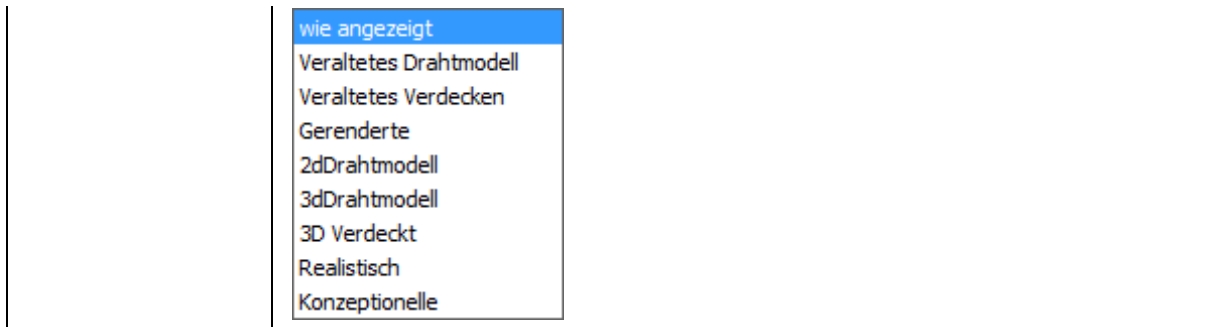 wie angezeigt
Veraltetes Drahtmodell
Veraltetes Verdecken
Gerenderte
2dDrahtmodell
3dDrahtmodell
3D Verdeckt
Realistisch
Konzeptionelle